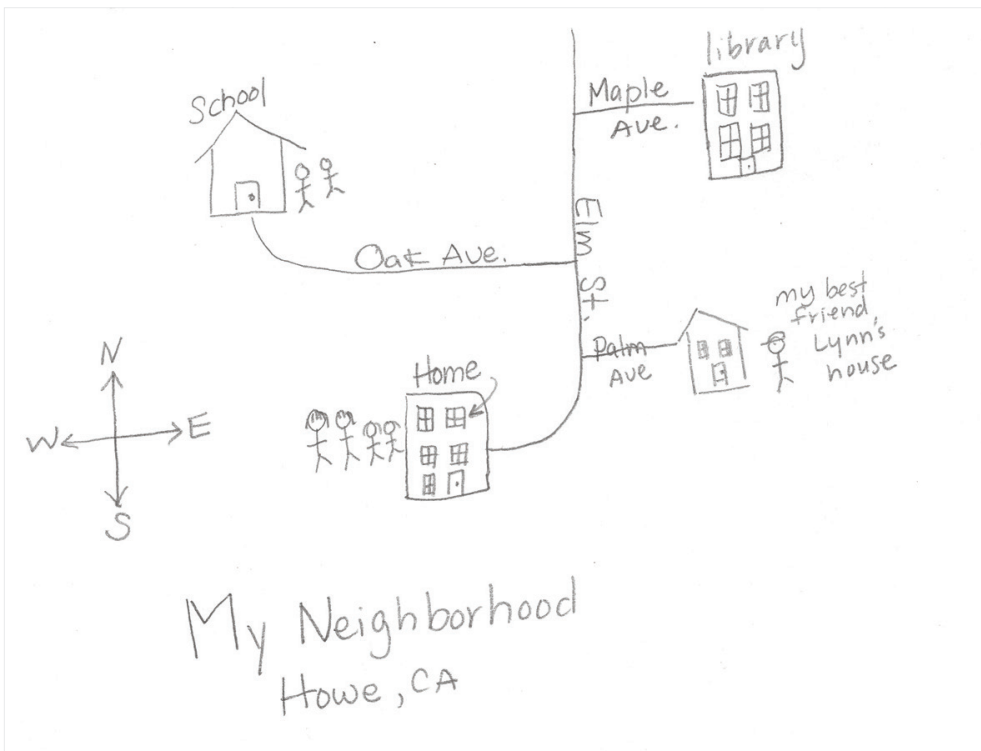 library
School
Maple
Ave.
Elm St.
Oak Ave.
my best
friend,
Lynn's
house
Palm
Ave
Home
N
W
E
S
My Neighborhood
Howe, CA